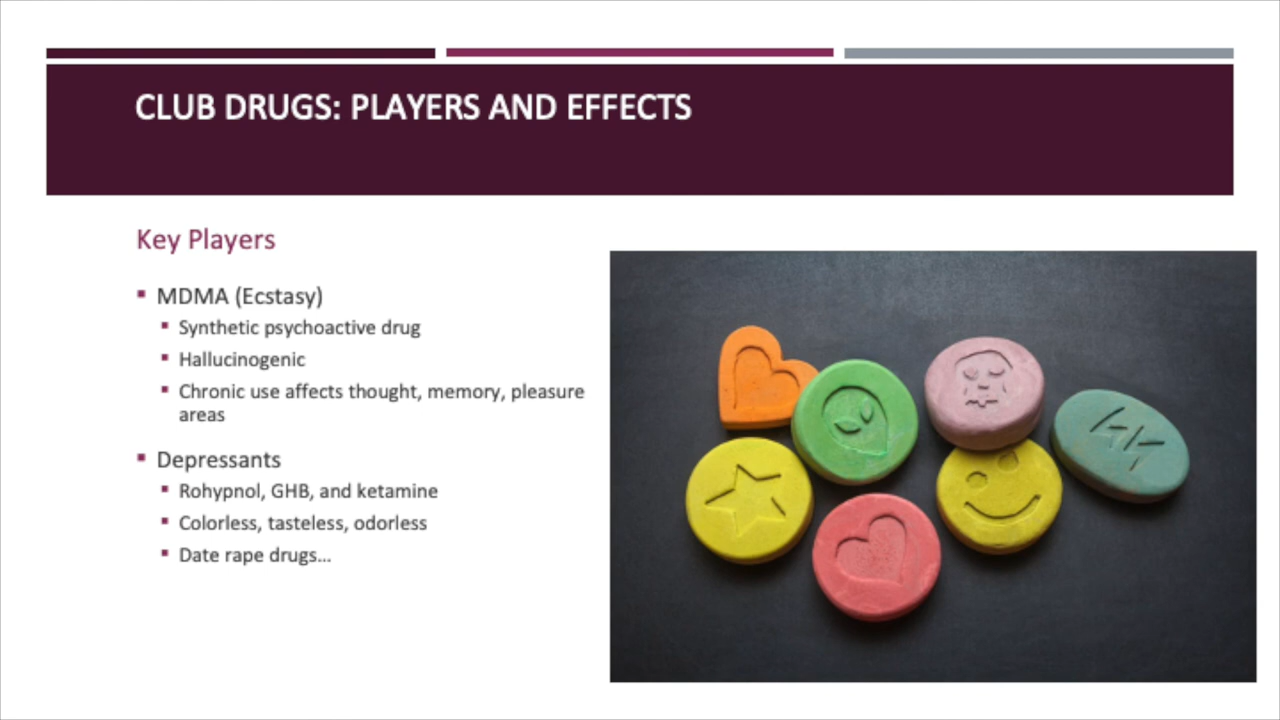 CLUB DRUGS: PLAYERS AND EFFECTS
Key Players
MDMA (Ecstasy)
Synthetic psychoactive drug
Hallucinogenic
Chronic use affects thought, memory, pleasure
areas
Depressants
Rohypnol, GHB, and ketamine
Colorless, tasteless, odorless
Date rape drugs…